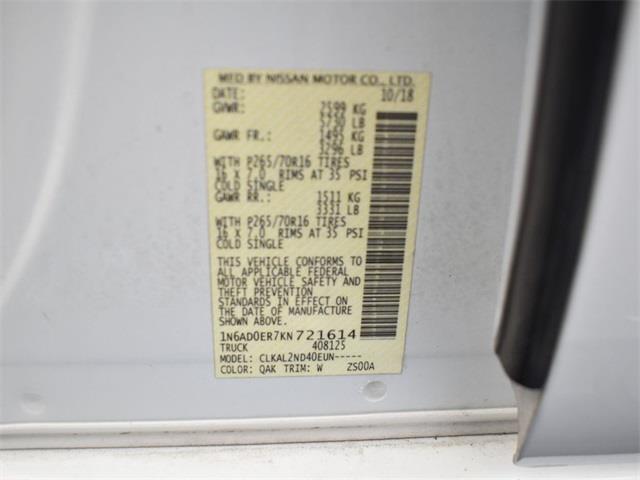 MFD BY NISSAN MOTOR CO., LTD.
DATE: 10/18
GVWR: 2599 KG
5730 LB
GAWR FR.: 1495 KG
3296 LB
WITH P265/70R16 TIRES
16 X 7.0 RIMS AT 35 PSI
COLD SINGLE
GAWR RR.: 1511 KG
3331 LB
WITH P265/70R16 TIRES
16 X 7.0 RIMS AT 35 PSI
COLD SINGLE
THIS VEHICLE CONFORMS TO
ALL APPLICABLE FEDERAL
MOTOR VEHICLE SAFETY AND
THEFT PREVENTION
STANDARDS IN EFFECT ON
THE DATE OF MANUFACTURE
SHOWN ABOVE.
1N6AD0ER7KN721614
TRUCK 408125
MODEL: CLKAL2ND40EUN-----
COLOR: QAK TRIM: W ZS00A